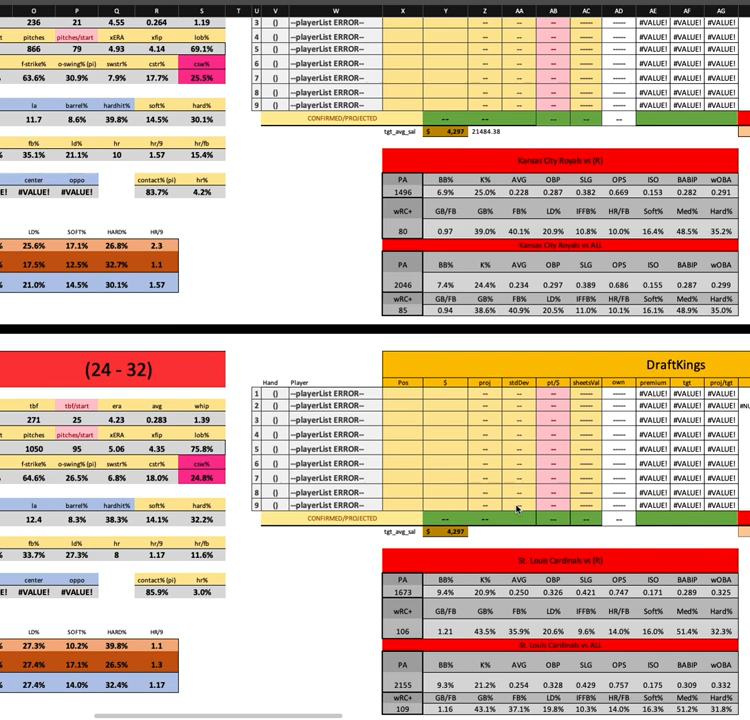 O P Q R S T U V W X Y Z AA AB AC AD AE AF AG
236 21 4.55 0.264 1.19 3 () --playerList ERROR-- -- -- -- ----- ----- #VALUE! #VALUE! #VALUE!
pitches pitches/start xERA xfip lob% 4 () --playerList ERROR-- -- -- -- ----- ----- #VALUE! #VALUE! #VALUE!
866 79 4.93 4.14 69.1% 5 () --playerList ERROR-- -- -- -- ----- ----- #VALUE! #VALUE! #VALUE!
f-strike% o-swing% (pi) swstr% cstr% csw% 6 () --playerList ERROR-- -- -- -- ----- ----- #VALUE! #VALUE! #VALUE!
63.6% 30.9% 7.9% 17.7% 25.5% 7 () --playerList ERROR-- -- -- -- ----- ----- #VALUE! #VALUE! #VALUE!
8 () --playerList ERROR-- -- -- -- ----- ----- #VALUE! #VALUE! #VALUE!
la barrel% hardhit% soft% hard% 9 () --playerList ERROR-- -- -- -- ----- ----- #VALUE! #VALUE! #VALUE!
11.7 8.6% 39.8% 14.5% 30.1% CONFIRMED/PROJECTED -- -- -- -- ----- --
tgt_avg_sal $ 4,297 21484.38
fb% ld% hr hr/9 hr/fb
35.1% 21.1% 10 1.57 15.4% Kansas City Royals vs (R)
center oppo contact% (pi) hr% PA BB% K% AVG OBP SLG OPS ISO BABIP wOBA
E! #VALUE! #VALUE! 83.7% 4.2% 1496 6.9% 25.0% 0.228 0.287 0.382 0.669 0.153 0.282 0.291
wRC+ GB/FB GB% FB% LD% IFFB% HR/FB Soft% Med% Hard%
LD% SOFT% HARD% HR/9 80 0.97 39.0% 40.1% 20.9% 10.8% 10.0% 16.4% 48.5% 35.2%
25.6% 17.1% 26.8% 2.3 Kansas City Royals vs ALL
17.5% 12.5% 32.7% 1.1 PA BB% K% AVG OBP SLG OPS ISO BABIP wOBA
21.0% 14.5% 30.1% 1.57 2046 7.4% 24.4% 0.234 0.297 0.389 0.686 0.155 0.287 0.299
wRC+ GB/FB GB% FB% LD% IFFB% HR/FB Soft% Med% Hard%
85 0.94 38.6% 40.9% 20.5% 11.0% 10.1% 16.1% 48.9% 35.0%
(24 - 32) DraftKings
Hand Player Pos $ proj stdDev pt/$ sheetsVal own premium tgt proj/tgt
1 () --playerList ERROR-- -- -- -- ----- ----- #VALUE! #VALUE! #VALUE!
tbf tbf/start era avg whip 2 () --playerList ERROR-- -- -- -- ----- ----- #VALUE! #VALUE! #VALUE! #NU
271 25 4.23 0.283 1.39 3 () --playerList ERROR-- -- -- -- ----- ----- #VALUE! #VALUE! #VALUE!
pitches pitches/start xERA xfip lob% 4 () --playerList ERROR-- -- -- -- ----- ----- #VALUE! #VALUE! #VALUE!
1050 95 5.06 4.35 75.8% 5 () --playerList ERROR-- -- -- -- ----- ----- #VALUE! #VALUE! #VALUE!
f-strike% o-swing% (pi) swstr% cstr% csw% 6 () --playerList ERROR-- -- -- -- ----- ----- #VALUE! #VALUE! #VALUE!
64.6% 26.5% 6.8% 18.0% 24.8% 7 () --playerList ERROR-- -- -- -- ----- ----- #VALUE! #VALUE! #VALUE!
8 () --playerList ERROR-- -- -- -- ----- ----- #VALUE! #VALUE! #VALUE!
la barrel% hardhit% soft% hard% 9 () --playerList ERROR-- -- -- -- ----- ----- #VALUE! #VALUE! #VALUE!
12.4 8.3% 38.3% 14.1% 32.2% CONFIRMED/PROJECTED -- -- -- -- ----- --
tgt_avg_sal $ 4,297
fb% ld% hr hr/9 hr/fb
33.7% 27.3% 8 1.17 11.6% St. Louis Cardinals vs (R)
center oppo contact% (pi) hr% PA BB% K% AVG OBP SLG OPS ISO BABIP wOBA
E! #VALUE! #VALUE! 85.9% 3.0% 1673 9.4% 20.9% 0.250 0.326 0.421 0.747 0.171 0.289 0.325
wRC+ GB/FB GB% FB% LD% IFFB% HR/FB Soft% Med% Hard%
LD% SOFT% HARD% HR/9 106 1.21 43.5% 35.9% 20.6% 9.6% 14.0% 16.0% 51.4% 32.3%
27.3% 10.2% 39.8% 1.1 St. Louis Cardinals vs ALL
27.4% 17.1% 26.5% 1.3 PA BB% K% AVG OBP SLG OPS ISO BABIP wOBA
27.4% 14.0% 32.4% 1.17 2155 9.3% 21.2% 0.254 0.328 0.429 0.757 0.175 0.309 0.332
wRC+ GB/FB GB% FB% LD% IFFB% HR/FB Soft% Med% Hard%
109 1.16 43.1% 37.1% 19.8% 10.3% 14.0% 16.3% 51.2% 31.8%